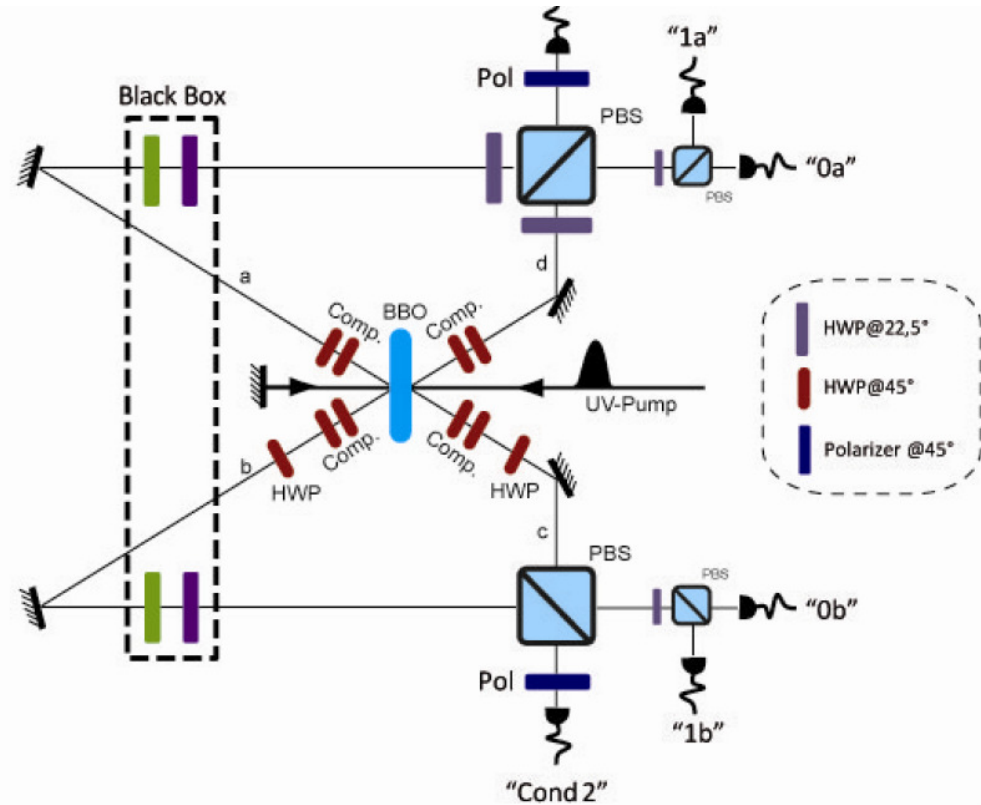 "1a"
Pol
Black Box
PBS
"0a"
PBS
a
d
Comp.
BBO
Comp.
HWP@22,5°
HWP@45°
Polarizer @45°
UV-Pump
Comp.
Comp.
b
HWP
HWP
c
PBS
PBS
"0b"
Pol
"1b"
"Cond 2"